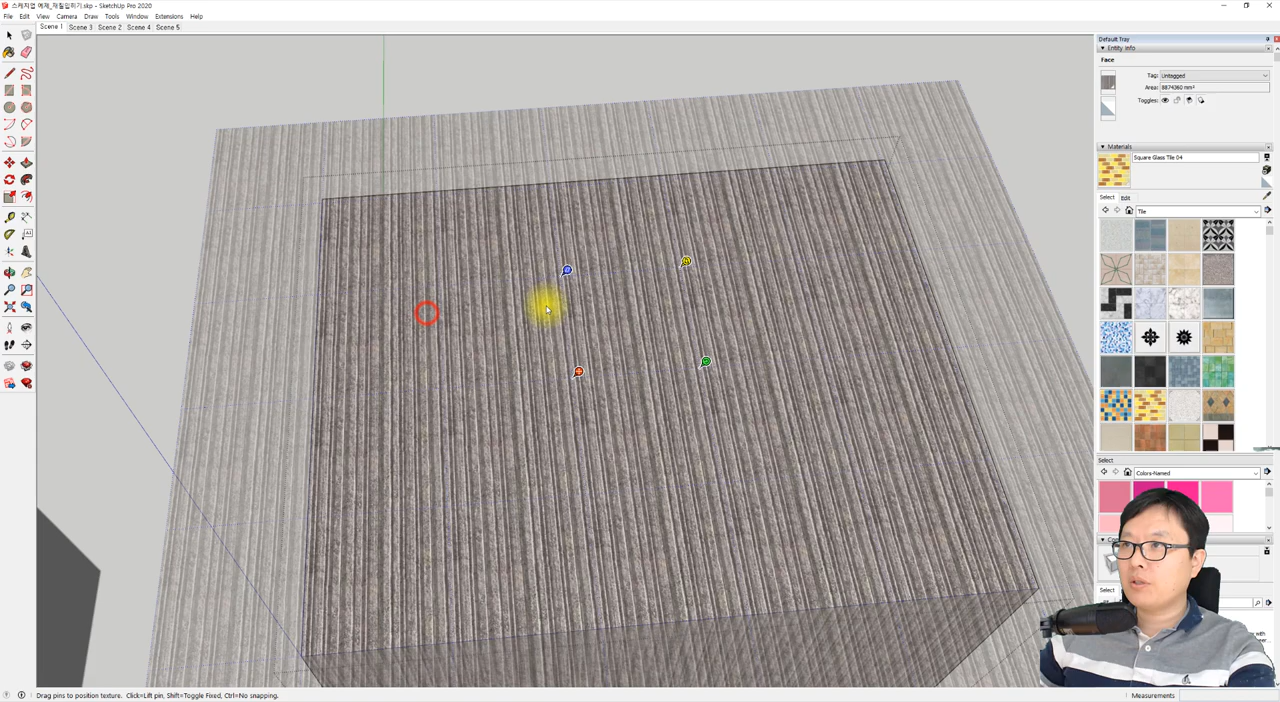 스케치업 예제_재질입히기.skp - SketchUp Pro 2020
File Edit View Camera Draw Tools Window Extensions Help
Scene 1 Scene 3 Scene 2 Scene 4 Scene 5
Default Tray
Entity Info
Face
Tag: Untagged
Area: 8874360 mm²
Toggles:
Materials
Square Glass Tile 04
Select Edit
Tile
Select
Colors-Named
Select
Drag pins to position texture. Click=Lift pin, Shift=Toggle Fixed, Ctrl=No snapping.
Measurements